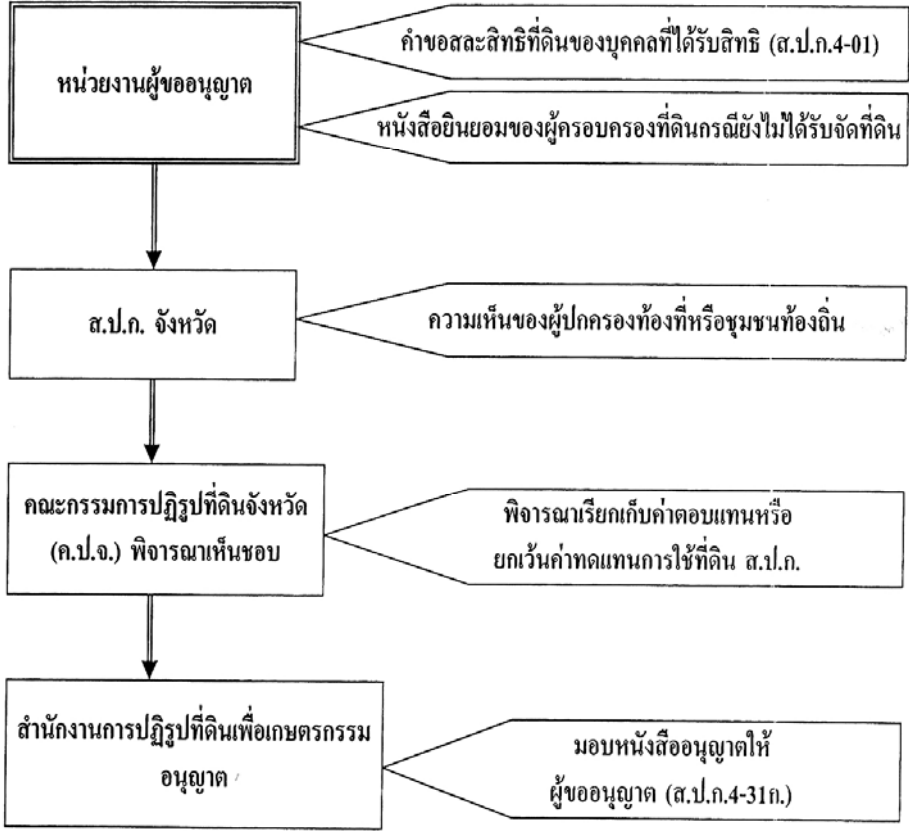 คำขอสละสิทธิที่ดินของบุคคลที่ได้รับสิทธิ (ส.ป.ก.4-01)
หน่วยงานผู้ขออนุญาต
หนังสือยินยอมของผู้ครอบครองที่ดินกรณียังไม่ได้รับจัดที่ดิน
ส.ป.ก. จังหวัด
ความเห็นของผู้ปกครองท้องที่หรือชุมชนท้องถิ่น
คณะกรรมการปฏิรูปที่ดินจังหวัด
(ค.ป.จ.) พิจารณาเห็นชอบ
พิจารณาเรียกเก็บค่าตอบแทนหรือ
ยกเว้นค่าทดแทนการใช้ที่ดิน ส.ป.ก.
สำนักงานการปฏิรูปที่ดินเพื่อเกษตรกรรม
อนุญาต
มอบหนังสืออนุญาตให้
ผู้ขออนุญาต (ส.ป.ก.4-31ก.)